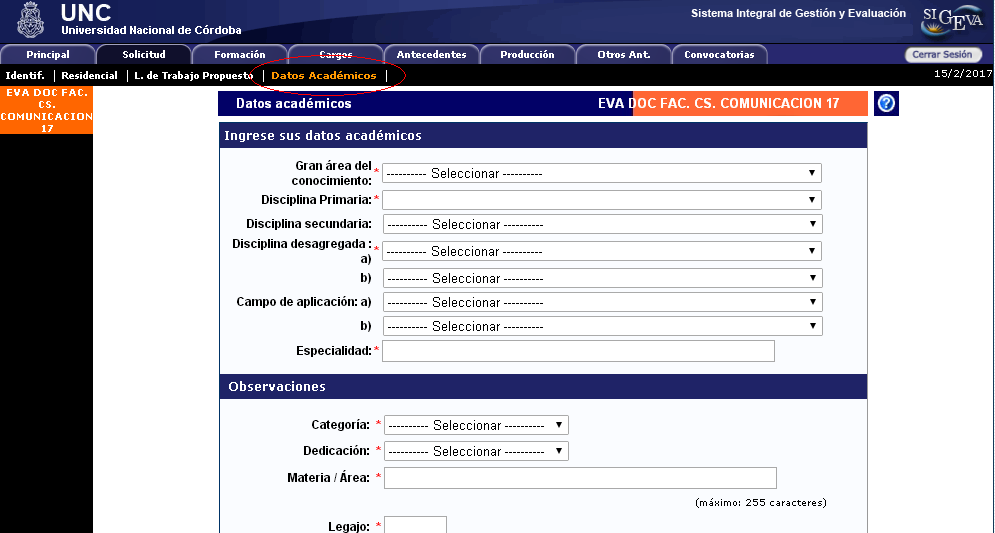 UNC
Universidad Nacional de Córdoba
Sistema Integral de Gestión y Evaluación
SIGEVA
Principal
Solicitud
Formación
Cargos
Antecedentes
Producción
Otros Ant.
Convocatorias
Cerrar Sesión
Identif. | Residencial | L. de Trabajo Propuesto | Datos Académicos |
15/2/2017
EVA DOC FAC.
CS.
COMUNICACION
17
Datos académicos
EVA DOC FAC. CS. COMUNICACION 17
?
Ingrese sus datos académicos
Gran área del
conocimiento:
* ---------- Seleccionar ----------
Disciplina Primaria: *
Disciplina secundaria: ---------- Seleccionar ----------
Disciplina desagregada :
a)
* ---------- Seleccionar ----------
b) ---------- Seleccionar ----------
Campo de aplicación: a) ---------- Seleccionar ----------
b) ---------- Seleccionar ----------
Especialidad: *
Observaciones
Categoría: * ---------- Seleccionar ----------
Dedicación: * ---------- Seleccionar ----------
Materia / Área: *
(máximo: 255 caracteres)
Legajo: *